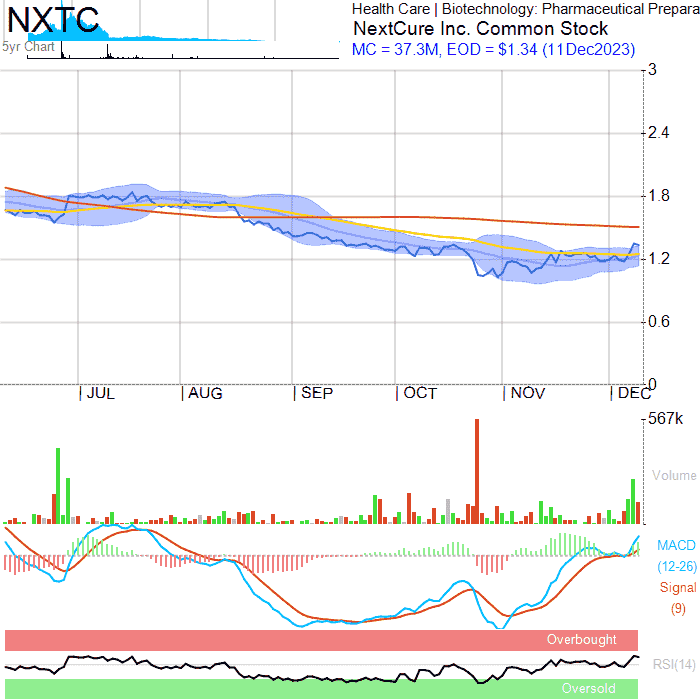 NXTC
Health Care | Biotechnology: Pharmaceutical Prepara
NextCure Inc. Common Stock
MC = 37.3M, EOD = $1.34 (11Dec2023)
5yr Chart
3
2.4
1.8
1.2
0.6
0
JUL AUG SEP OCT NOV DEC
567k
Volume
MACD
(12-26)
Signal
(9)
Overbought
RSI(14)
Oversold